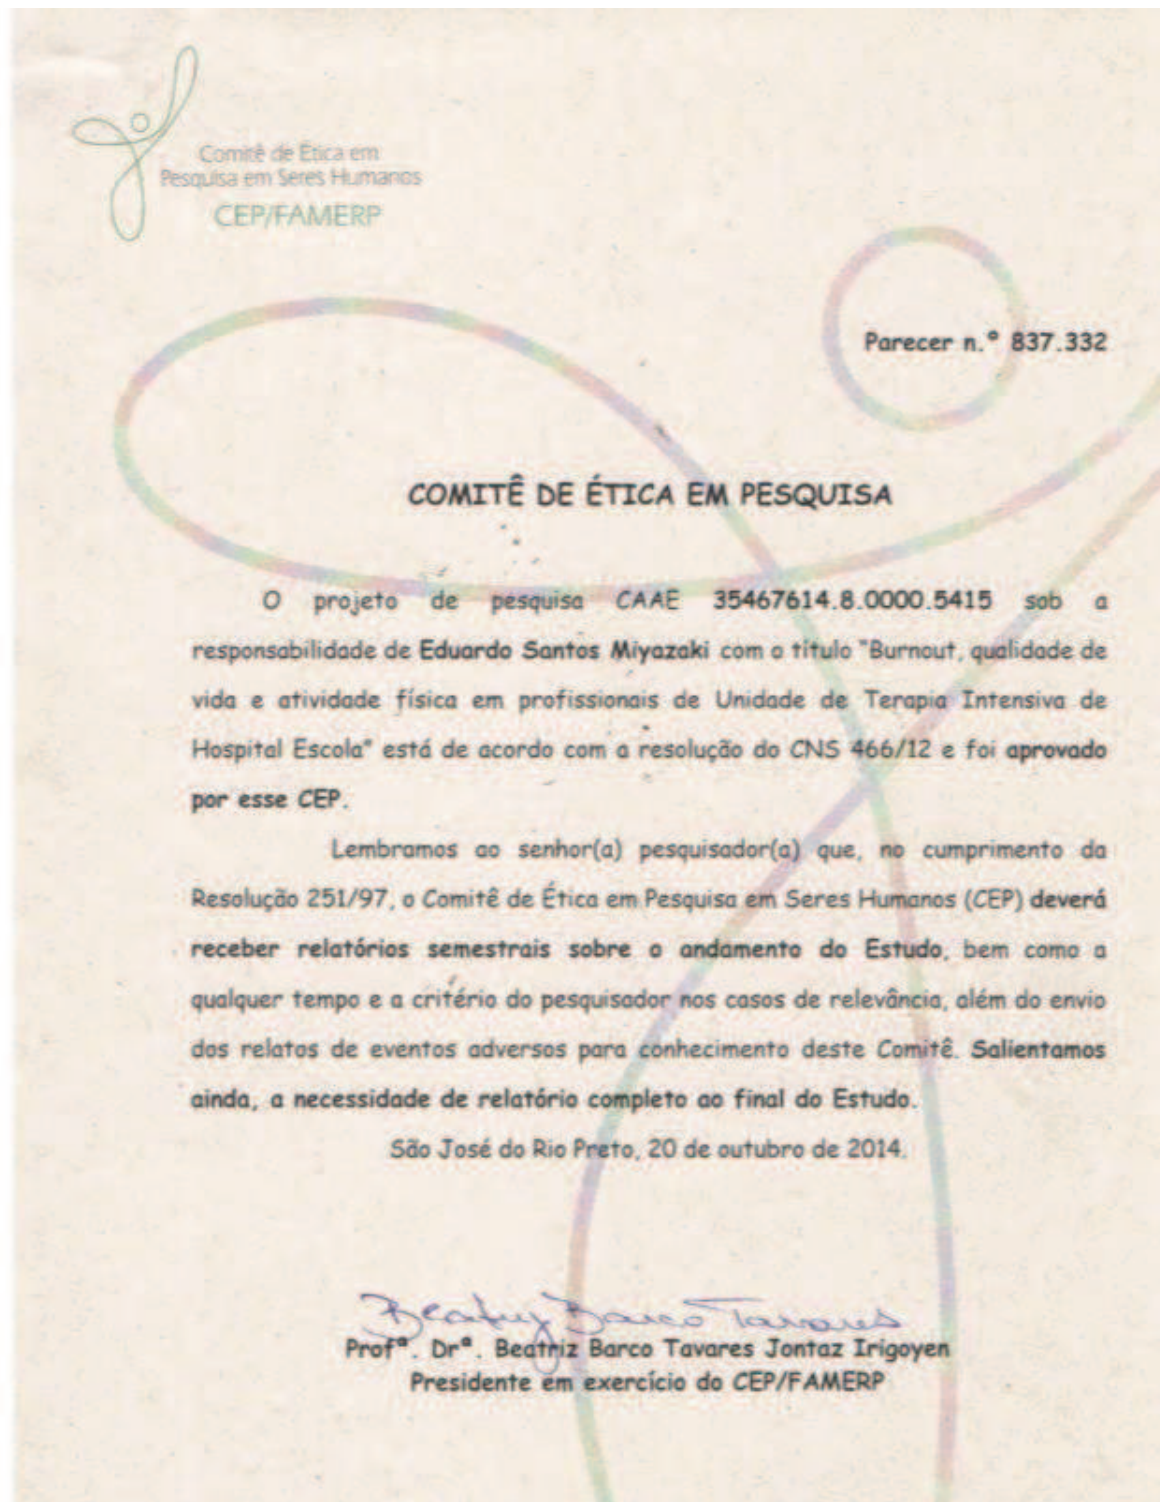 Comitê de Ética em
Pesquisa em Seres Humanos
CEP/FAMERP
Parecer n.º 837.332
COMITÊ DE ÉTICA EM PESQUISA
O projeto de pesquisa CAAE 35467614.8.0000.5415 sob a
responsabilidade de Eduardo Santos Miyazaki com o título "Burnout, qualidade de
vida e atividade física em profissionais de Unidade de Terapia Intensiva de
Hospital Escola" está de acordo com a resolução do CNS 466/12 e foi aprovado
por esse CEP.
Lembramos ao senhor(a) pesquisador(a) que, no cumprimento da
Resolução 251/97, o Comitê de Ética em Pesquisa em Seres Humanos (CEP) deverá
receber relatórios semestrais sobre o andamento do Estudo, bem como a
qualquer tempo e a critério do pesquisador nos casos de relevância, além do envio
dos relatos de eventos adversos para conhecimento deste Comitê. Salientamos
ainda, a necessidade de relatório completo ao final do Estudo.
São José do Rio Preto, 20 de outubro de 2014.
Beatriz Barco Tavares
Profª. Drª. Beatriz Barco Tavares Jontaz Irigoyen
Presidente em exercício do CEP/FAMERP